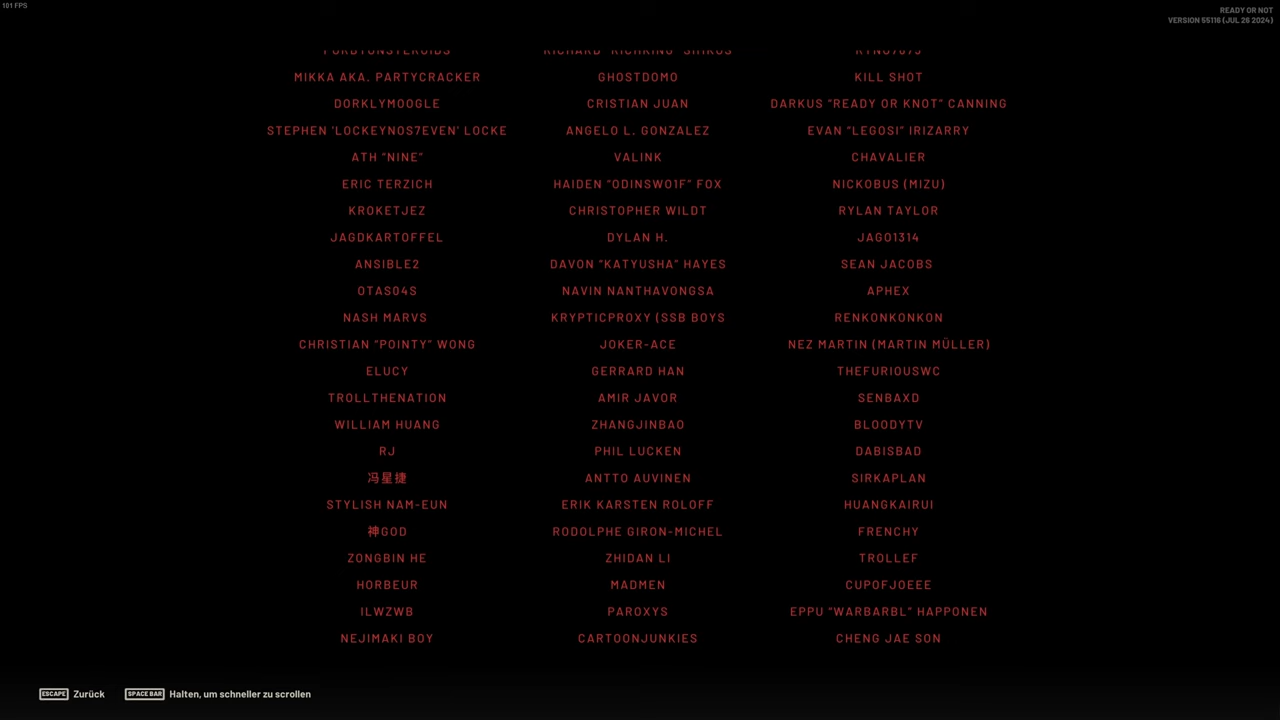 101 FPS
READY OR NOT
VERSION 55116 (JUL 26 2024)
MIKKA AKA. PARTYCRACKER GHOSTDOMO KILL SHOT
DORKLYMOOGLE CRISTIAN JUAN DARKUS "READY OR KNOT" CANNING
STEPHEN 'LOCKEYNOS7EVEN' LOCKE ANGELO L. GONZALEZ EVAN "LEGOSI" IRIZARRY
ATH "NINE" VALINK CHAVALIER
ERIC TERZICH HAIDEN "ODINSWO1F" FOX NICKOBUS (MIZU)
KROKETJEZ CHRISTOPHER WILDT RYLAN TAYLOR
JAGDKARTOFFEL DYLAN H. JAGO1314
ANSIBLE2 DAVON "KATYUSHA" HAYES SEAN JACOBS
OTAS04S NAVIN NANTHAVONGSA APHEX
NASH MARVS KRYPTICPROXY (SSB BOYS RENKONKONKON
CHRISTIAN "POINTY" WONG JOKER-ACE NEZ MARTIN (MARTIN MÜLLER)
ELUCY GERRARD HAN THEFURIOUSWC
TROLLTHENATION AMIR JAVOR SENBAXD
WILLIAM HUANG ZHANGJINBAO BLOODYTV
RJ PHIL LUCKEN DABISBAD
冯星捷 ANTTO AUVINEN SIRKAPLAN
STYLISH NAM-EUN ERIK KARSTEN ROLOFF HUANGKAIRUI
神GOD RODOLPHE GIRON-MICHEL FRENCHY
ZONGBIN HE ZHIDAN LI TROLLEF
HORBEUR MADMEN CUPOFJOEEE
ILWZWB PAROXYS EPPU "WARBARBL" HAPPONEN
NEJIMAKI BOY CARTOONJUNKIES CHENG JAE SON
ESCAPE Zurück SPACE BAR Halten, um schneller zu scrollen